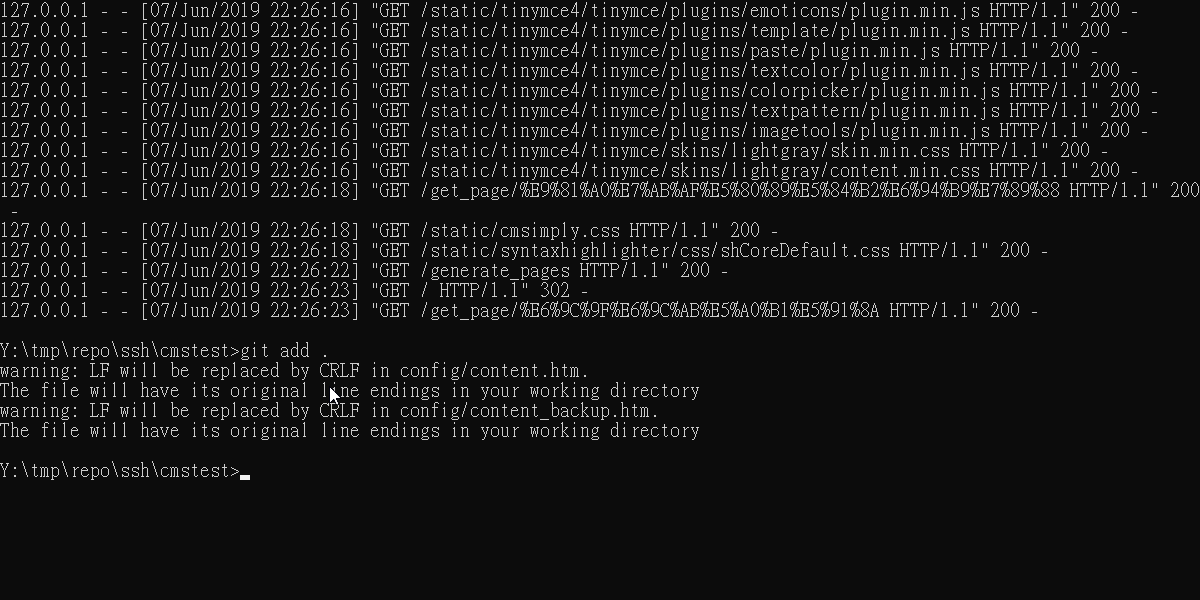 127.0.0.1 - - [07/Jun/2019 22:26:16] "GET /static/tinymce4/tinymce/plugins/emoticons/plugin.min.js HTTP/1.1" 200 -
127.0.0.1 - - [07/Jun/2019 22:26:16] "GET /static/tinymce4/tinymce/plugins/template/plugin.min.js HTTP/1.1" 200 -
127.0.0.1 - - [07/Jun/2019 22:26:16] "GET /static/tinymce4/tinymce/plugins/paste/plugin.min.js HTTP/1.1" 200 -
127.0.0.1 - - [07/Jun/2019 22:26:16] "GET /static/tinymce4/tinymce/plugins/textcolor/plugin.min.js HTTP/1.1" 200 -
127.0.0.1 - - [07/Jun/2019 22:26:16] "GET /static/tinymce4/tinymce/plugins/colorpicker/plugin.min.js HTTP/1.1" 200 -
127.0.0.1 - - [07/Jun/2019 22:26:16] "GET /static/tinymce4/tinymce/plugins/textpattern/plugin.min.js HTTP/1.1" 200 -
127.0.0.1 - - [07/Jun/2019 22:26:16] "GET /static/tinymce4/tinymce/plugins/imagetools/plugin.min.js HTTP/1.1" 200 -
127.0.0.1 - - [07/Jun/2019 22:26:16] "GET /static/tinymce4/tinymce/skins/lightgray/skin.min.css HTTP/1.1" 200 -
127.0.0.1 - - [07/Jun/2019 22:26:16] "GET /static/tinymce4/tinymce/skins/lightgray/content.min.css HTTP/1.1" 200 -
127.0.0.1 - - [07/Jun/2019 22:26:18] "GET /get_page/%E9%81%A0%E7%AB%AF%E5%80%89%E5%84%B2%E6%94%B9%E7%89%88 HTTP/1.1" 200
-
127.0.0.1 - - [07/Jun/2019 22:26:18] "GET /static/cmsimply.css HTTP/1.1" 200 -
127.0.0.1 - - [07/Jun/2019 22:26:18] "GET /static/syntaxhighlighter/css/shCoreDefault.css HTTP/1.1" 200 -
127.0.0.1 - - [07/Jun/2019 22:26:22] "GET /generate_pages HTTP/1.1" 200 -
127.0.0.1 - - [07/Jun/2019 22:26:23] "GET / HTTP/1.1" 302 -
127.0.0.1 - - [07/Jun/2019 22:26:23] "GET /get_page/%E6%9C%9F%E6%9C%AB%E5%A0%B1%E5%91%8A HTTP/1.1" 200 -
Y:\tmp\repo\ssh\cmstest>git add .
warning: LF will be replaced by CRLF in config/content.htm.
The file will have its original line endings in your working directory
warning: LF will be replaced by CRLF in config/content_backup.htm.
The file will have its original line endings in your working directory
Y:\tmp\repo\ssh\cmstest>